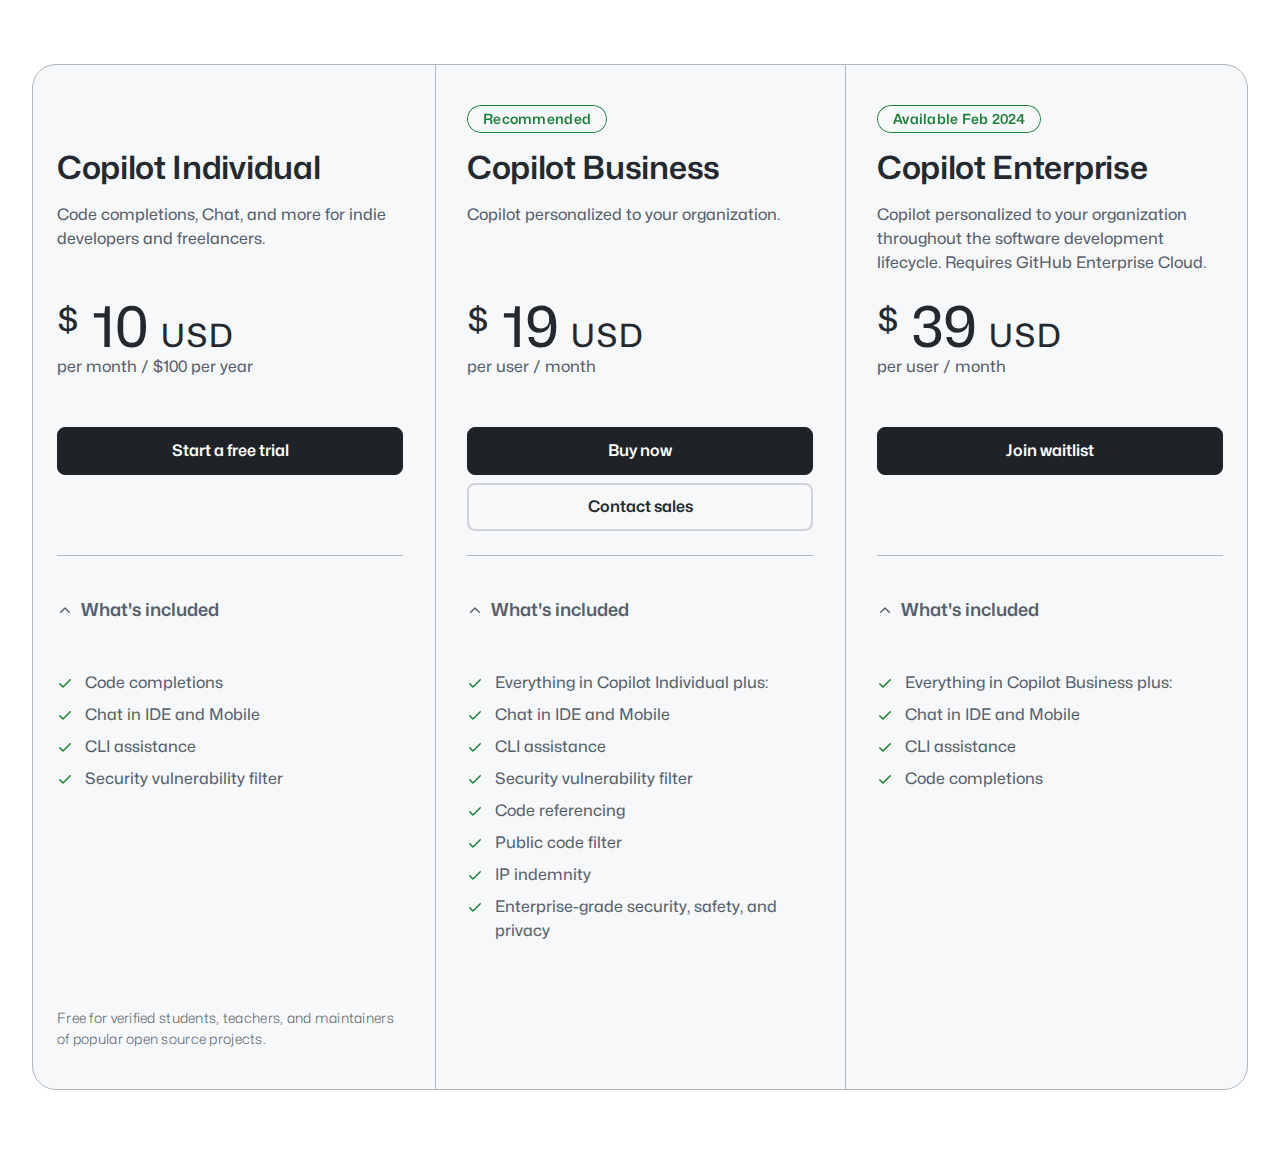 Copilot Individual
Code completions, Chat, and more for indie
developers and freelancers.
$ 10 USD
per month / $100 per year
Start a free trial
What's included
Code completions
Chat in IDE and Mobile
CLI assistance
Security vulnerability filter
Free for verified students, teachers, and maintainers
of popular open source projects.
Recommended
Copilot Business
Copilot personalized to your organization.
$ 19 USD
per user / month
Buy now
Contact sales
What's included
Everything in Copilot Individual plus:
Chat in IDE and Mobile
CLI assistance
Security vulnerability filter
Code referencing
Public code filter
IP indemnity
Enterprise-grade security, safety, and
privacy
Available Feb 2024
Copilot Enterprise
Copilot personalized to your organization
throughout the software development
lifecycle. Requires GitHub Enterprise Cloud.
$ 39 USD
per user / month
Join waitlist
What's included
Everything in Copilot Business plus:
Chat in IDE and Mobile
CLI assistance
Code completions